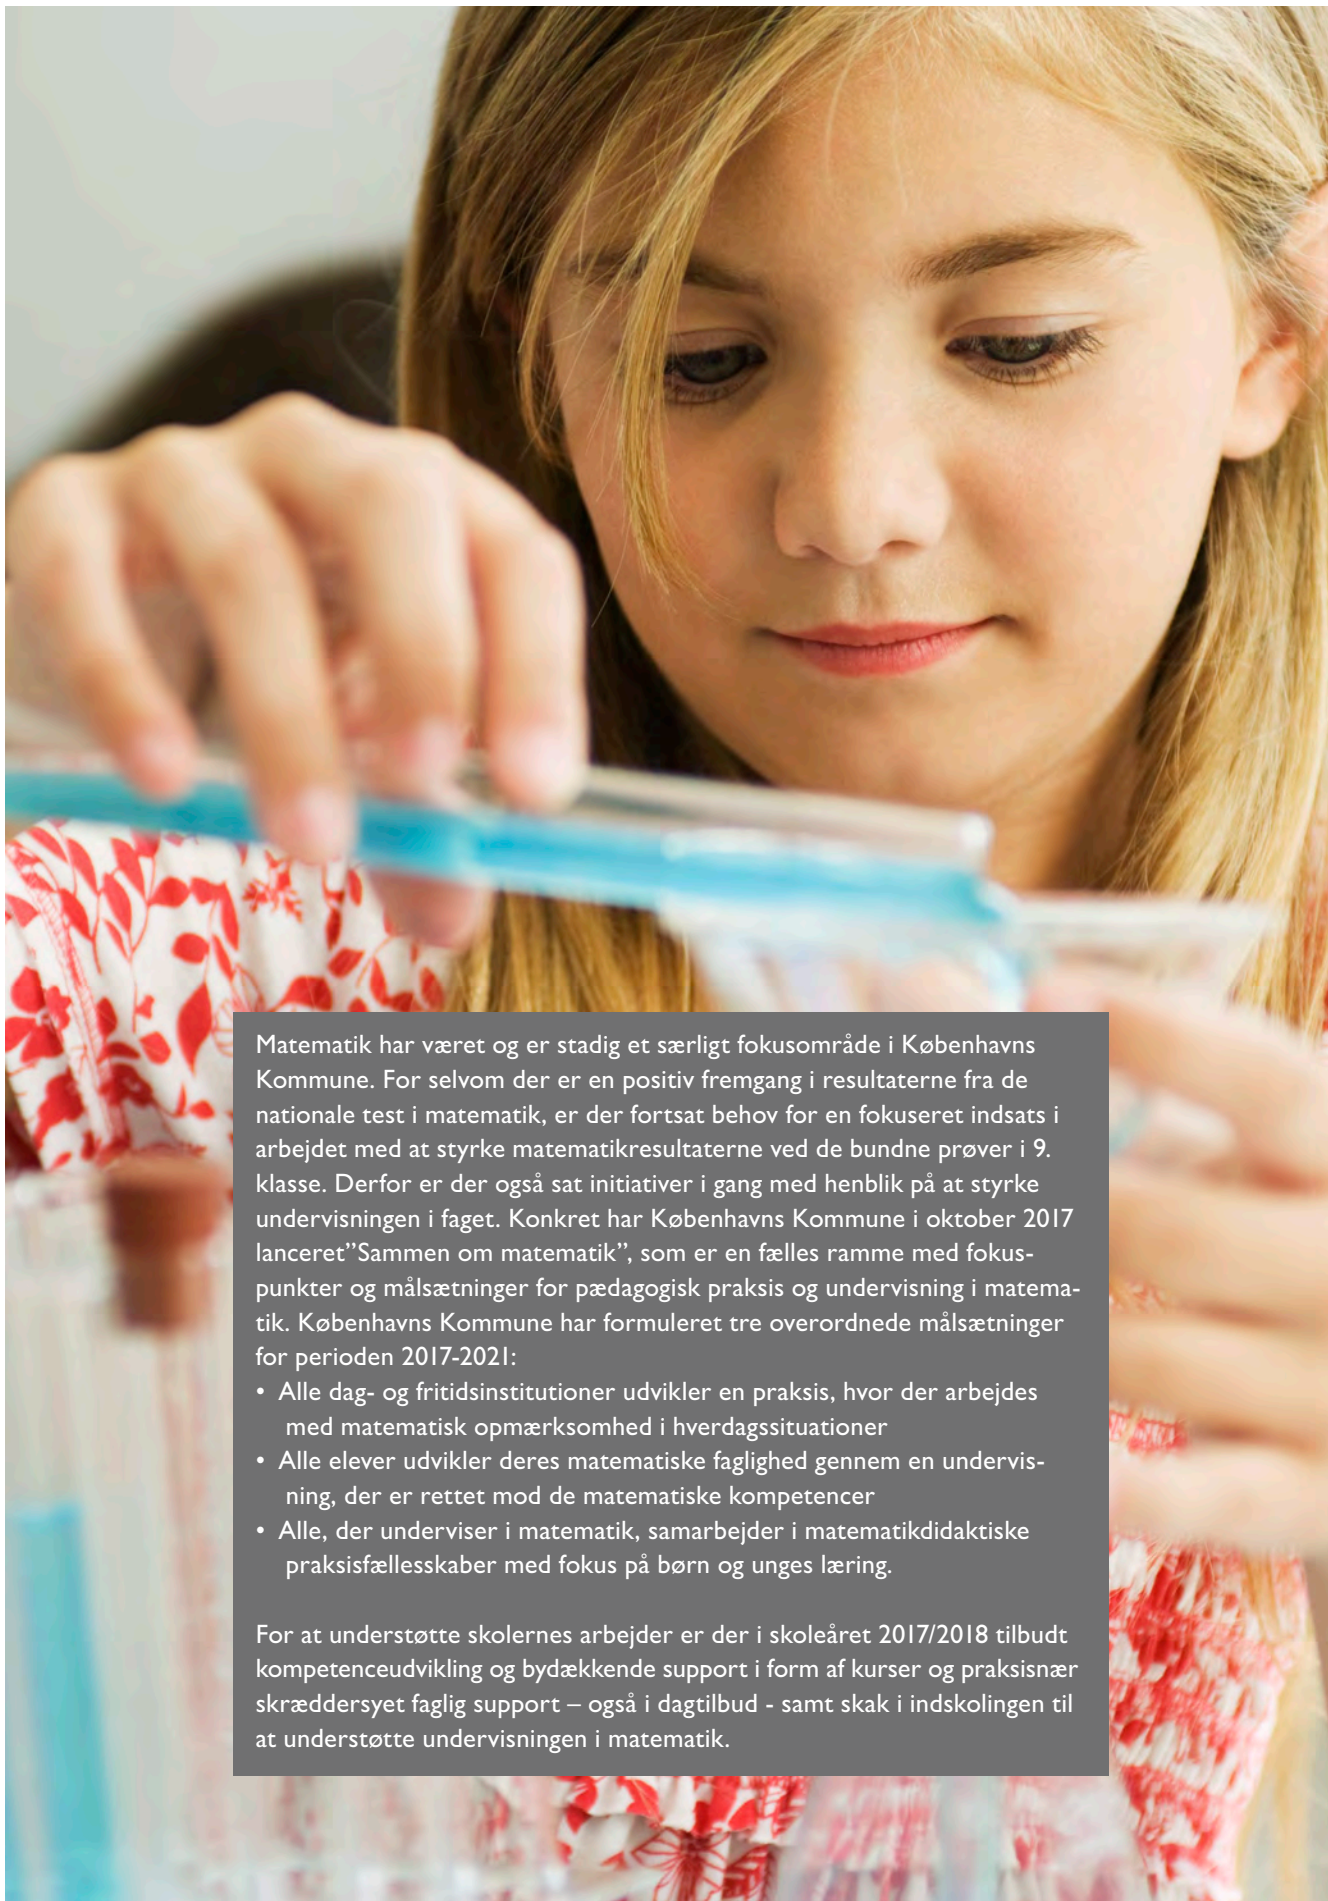 Matematik har været og er stadig et særligt fokusområde i Københavns
Kommune. For selvom der er en positiv fremgang i resultaterne fra de
nationale test i matematik, er der fortsat behov for en fokuseret indsats i
arbejdet med at styrke matematikresultaterne ved de bundne prøver i 9.
klasse. Derfor er der også sat initiativer i gang med henblik på at styrke
undervisningen i faget. Konkret har Københavns Kommune i oktober 2017
lanceret”Sammen om matematik”, som er en fælles ramme med fokus-
punkter og målsætninger for pædagogisk praksis og undervisning i matema-
tik. Københavns Kommune har formuleret tre overordnede målsætninger
for perioden 2017-2021:
• Alle dag- og fritidsinstitutioner udvikler en praksis, hvor der arbejdes
med matematisk opmærksomhed i hverdagssituationer
• Alle elever udvikler deres matematiske faglighed gennem en undervis-
ning, der er rettet mod de matematiske kompetencer
• Alle, der underviser i matematik, samarbejder i matematikdidaktiske
praksisfællesskaber med fokus på børn og unges læring.
For at understøtte skolernes arbejder er der i skoleåret 2017/2018 tilbudt
kompetenceudvikling og bydækkende support i form af kurser og praksisnær
skræddersyet faglig support – også i dagtilbud - samt skak i indskolingen til
at understøtte undervisningen i matematik.